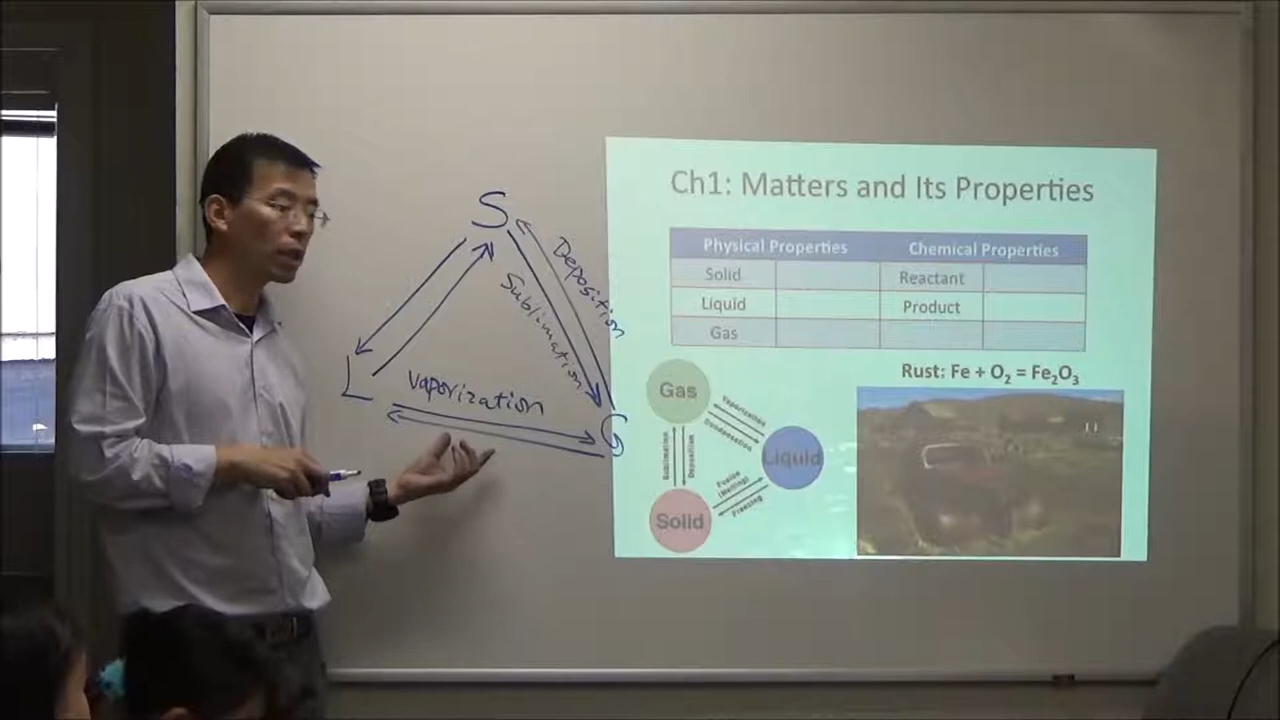 S
Deposition
Sublimation
L
vaporization
G
Ch1: Matters and Its Properties
Physical Properties Chemical Properties
Solid Reactant
Liquid Product
Gas
Rust: Fe + O₂ = Fe₂O₃
Gas
Vaporization
Condensation
Liquid
Sublimation
Deposition
Fusion
(Melting)
Freezing
Solid